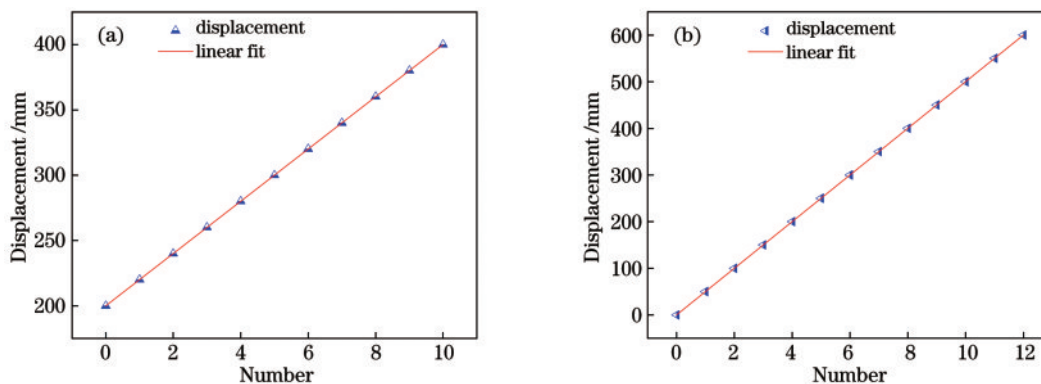 (a)
displacement
linear fit
400
350
300
250
200
Displacement /mm
0 2 4 6 8 10
Number
(b)
displacement
linear fit
600
500
400
300
200
100
0
Displacement /mm
0 2 4 6 8 10 12
Number